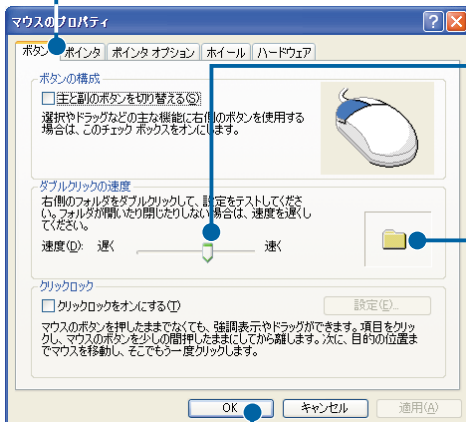 マウスのプロパティ
ボタン ポインタ ポインタ オプション ホイール ハードウェア
ボタンの構成
主と副のボタンを切り替える(S)
選択やドラッグなどの主な機能に右側のボタンを使用する
場合は、このチェック ボックスをオンにします。
ダブルクリックの速度
右側のフォルダをダブルクリックして、設定をテストしてくださ
い。フォルダが開いたり閉じたりしない場合は、速度を遅くし
てください。
速度(D): 遅く 速く
クリックロック
クリックロックをオンにする(T) 設定(E)...
マウスのボタンを押したままでなくても、強調表示やドラッグができます。項目をクリッ
クし、マウスのボタンを少しの間押したままにしてから離します。次に、目的の位置ま
でマウスを移動し、そこでもう一度クリックします。
OK キャンセル 適用(A)